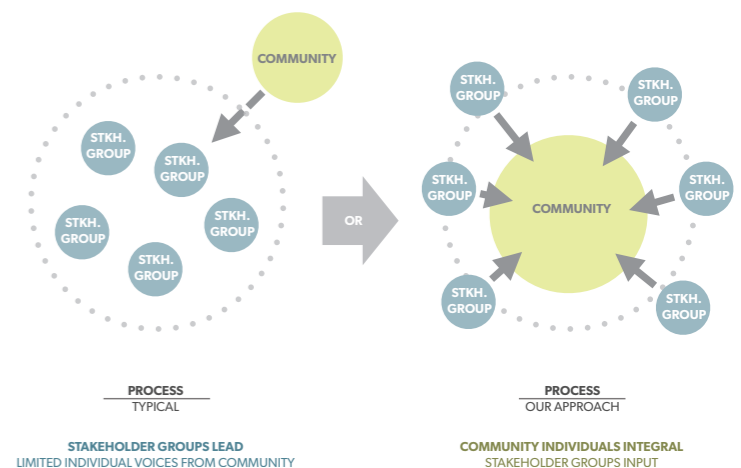 COMMUNITY
STKH.
GROUP
STKH.
GROUP
STKH.
GROUP
STKH.
GROUP
STKH.
GROUP
PROCESS
TYPICAL
STAKEHOLDER GROUPS LEAD
LIMITED INDIVIDUAL VOICES FROM COMMUNITY
OR
STKH.
GROUP
STKH.
GROUP
STKH.
GROUP
COMMUNITY
STKH.
GROUP
STKH.
GROUP
STKH.
GROUP
PROCESS
OUR APPROACH
COMMUNITY INDIVIDUALS INTEGRAL
STAKEHOLDER GROUPS INPUT